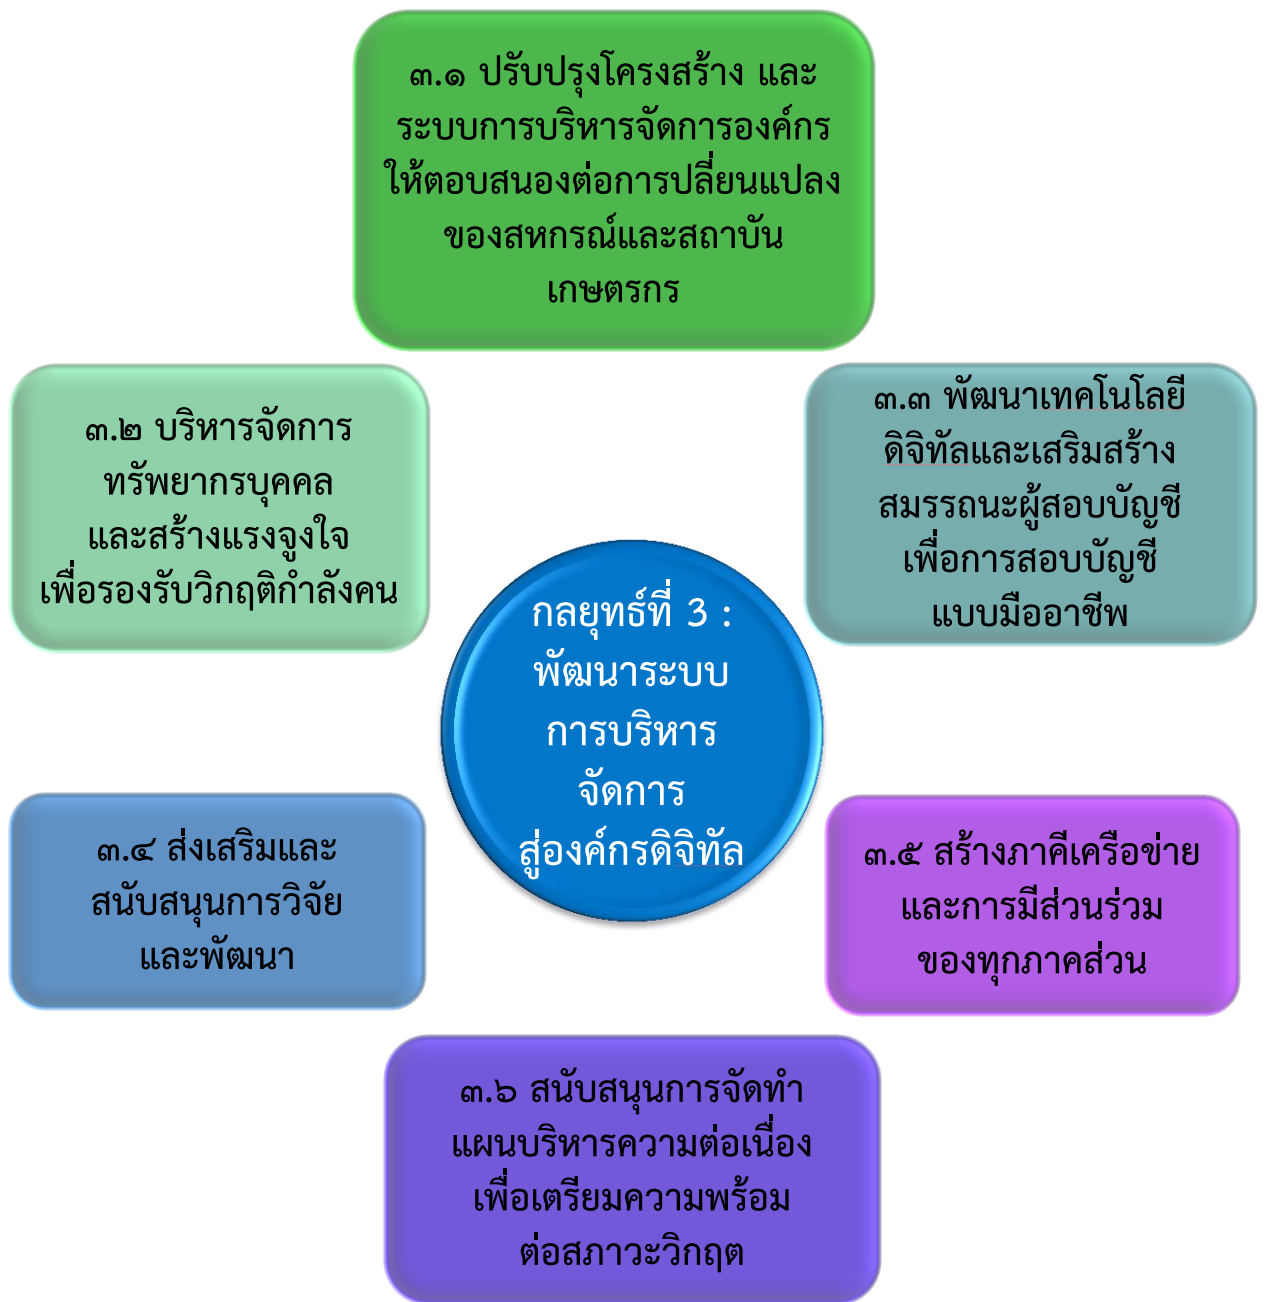 ๓.๑ ปรับปรุงโครงสร้าง และ
ระบบการบริหารจัดการองค์กร
ให้ตอบสนองต่อการปลี่ยนแปลง
ของสหกรณ์และสถาบัน
เกษตรกร
๓.๒ บริหารจัดการ
ทรัพยากรบุคคล
และสร้างแรงจูงใจ
เพื่อรองรับวิกฤติกำลังคน
๓.๓ พัฒนาเทคโนโลยี
ดิจิทัลและเสริมสร้าง
สมรรถนะผู้สอบบัญชี
เพื่อการสอบบัญชี
แบบมืออาชีพ
กลยุทธ์ที่ 3 :
พัฒนาระบบ
การบริหาร
จัดการ
สู่องค์กรดิจิทัล
๓.๔ ส่งเสริมและ
สนับสนุนการวิจัย
และพัฒนา
๓.๕ สร้างภาคีเครือข่าย
และการมีส่วนร่วม
ของทุกภาคส่วน
๓.๖ สนับสนุนการจัดทำ
แผนบริหารความต่อเนื่อง
เพื่อเตรียมความพร้อม
ต่อสภาวะวิกฤต